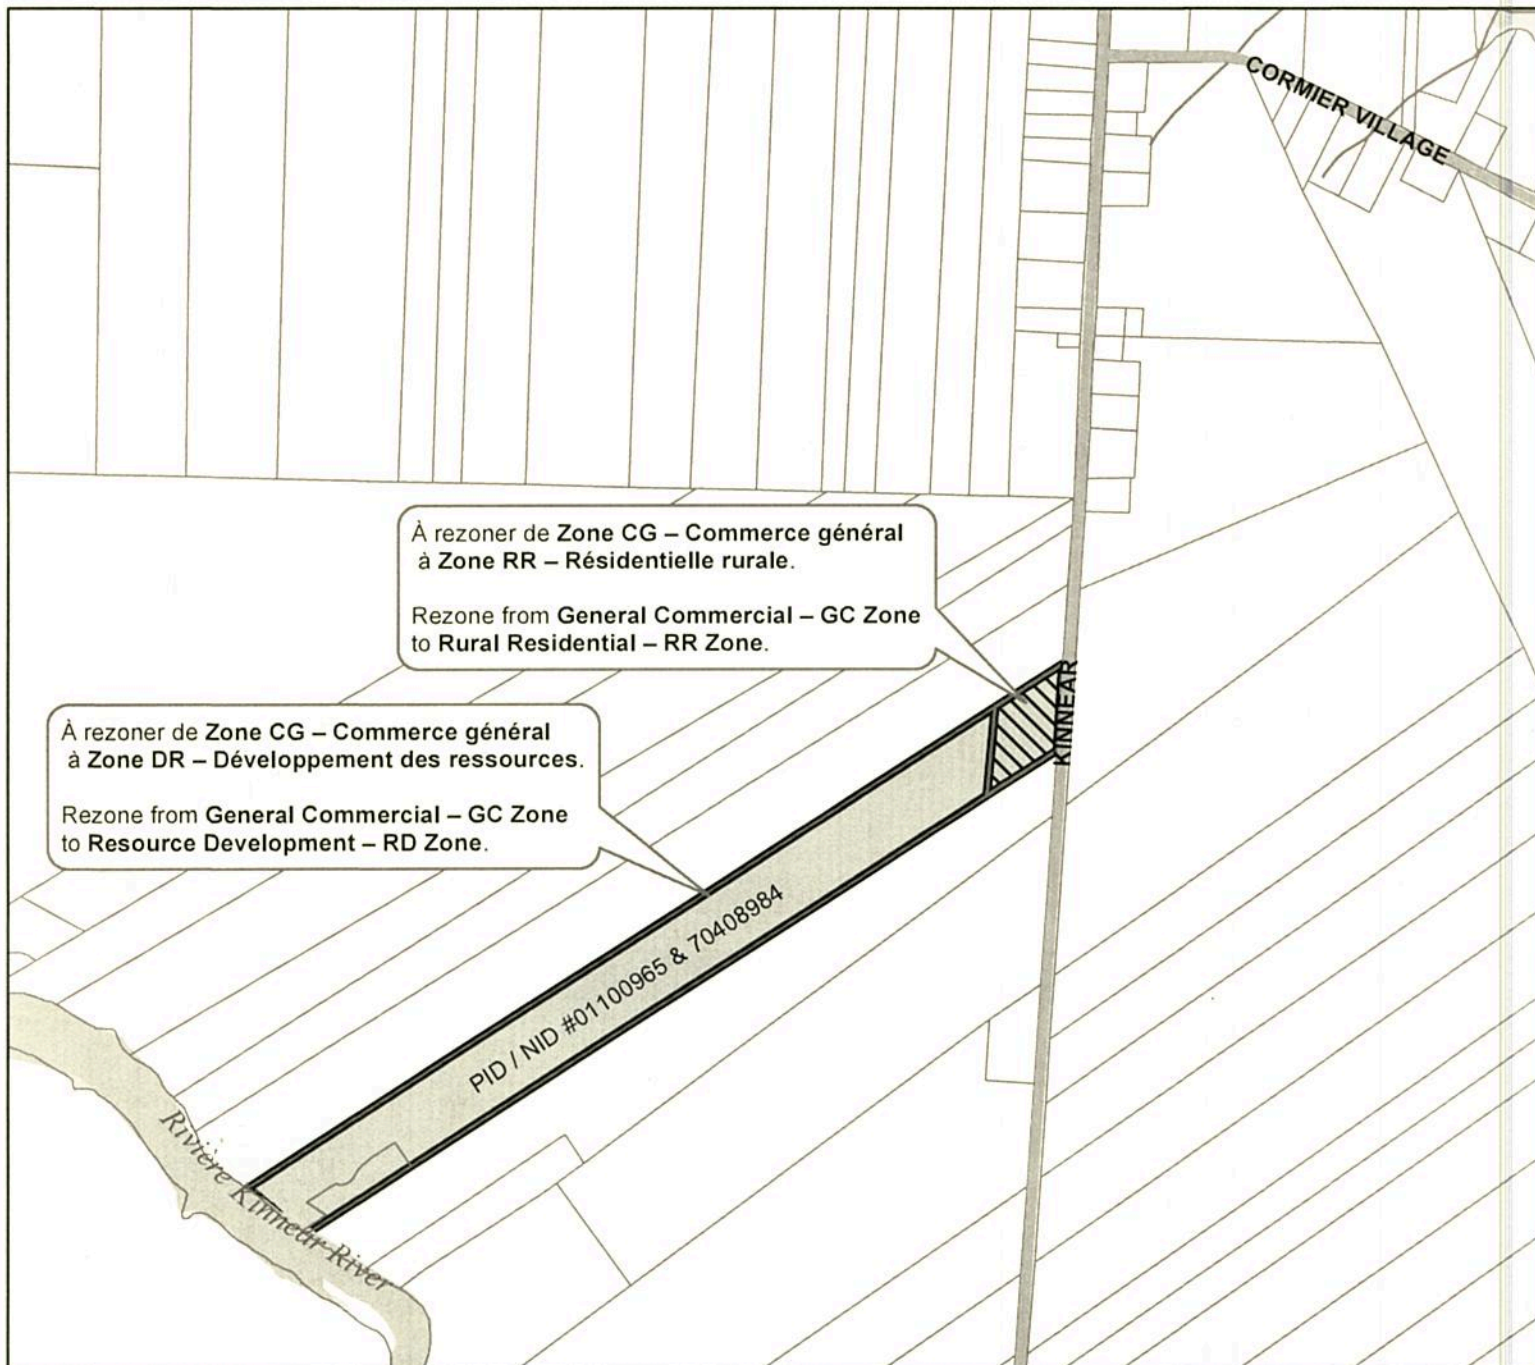 CORMIER VILLAGE
À rezoner de Zone CG – Commerce général
à Zone RR – Résidentielle rurale.
Rezone from General Commercial – GC Zone
to Rural Residential – RR Zone.
KINNEAR
À rezoner de Zone CG – Commerce général
à Zone DR – Développement des ressources.
Rezone from General Commercial – GC Zone
to Resource Development – RD Zone.
PID / NID #01100965 & 70408984
Rivière Kinnear River